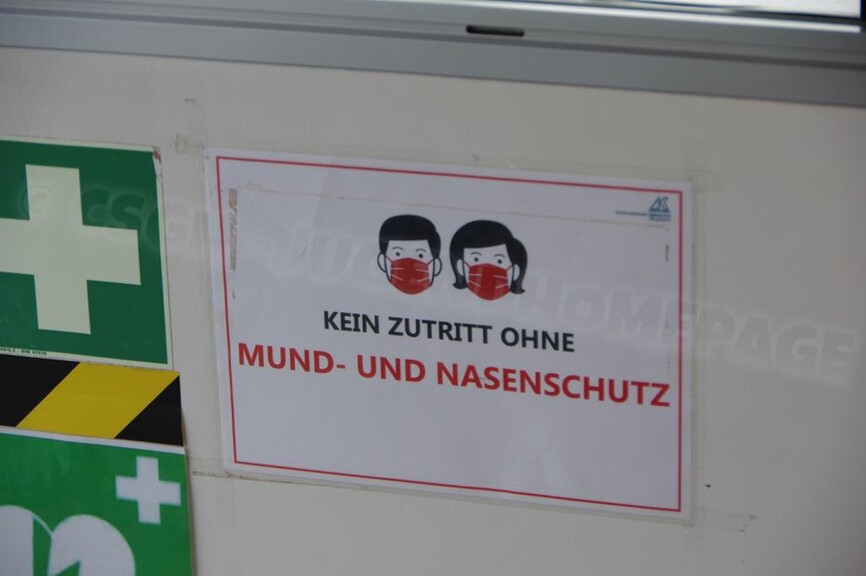 KEIN ZUTRITT OHNE
MUND- UND NASENSCHUTZ